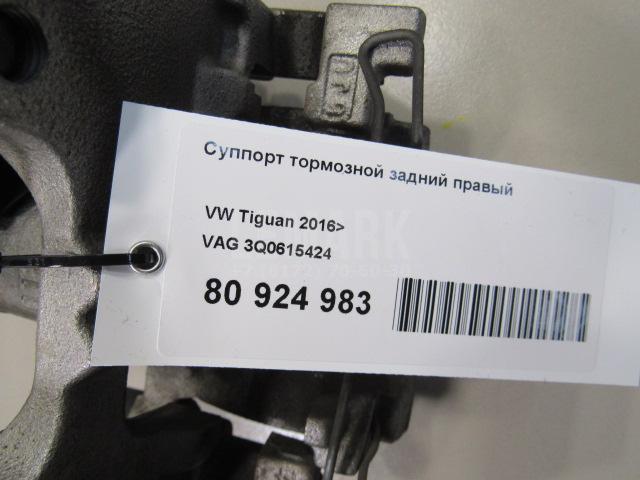 Суппорт тормозной задний правый
VW Tiguan 2016>
VAG 3Q0615424
80 924 983